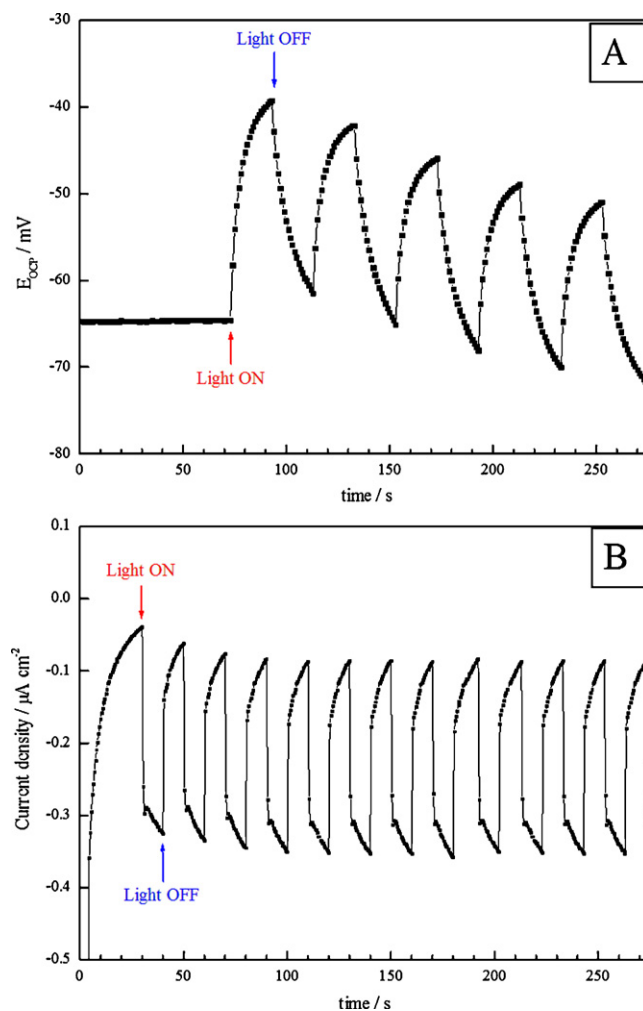 A
Light OFF
Light ON
E_OCP / mV
-30
-40
-50
-60
-70
-80
0 50 100 150 200 250
time / s
B
Light ON
Light OFF
Current density / μA cm⁻²
0.1
0.0
-0.1
-0.2
-0.3
-0.4
-0.5
0 50 100 150 200 250
time / s